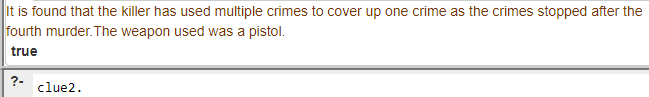 It is found that the killer has used multiple crimes to cover up one crime as the crimes stopped after the
fourth murder.The weapon used was a pistol.
true
?- clue2.